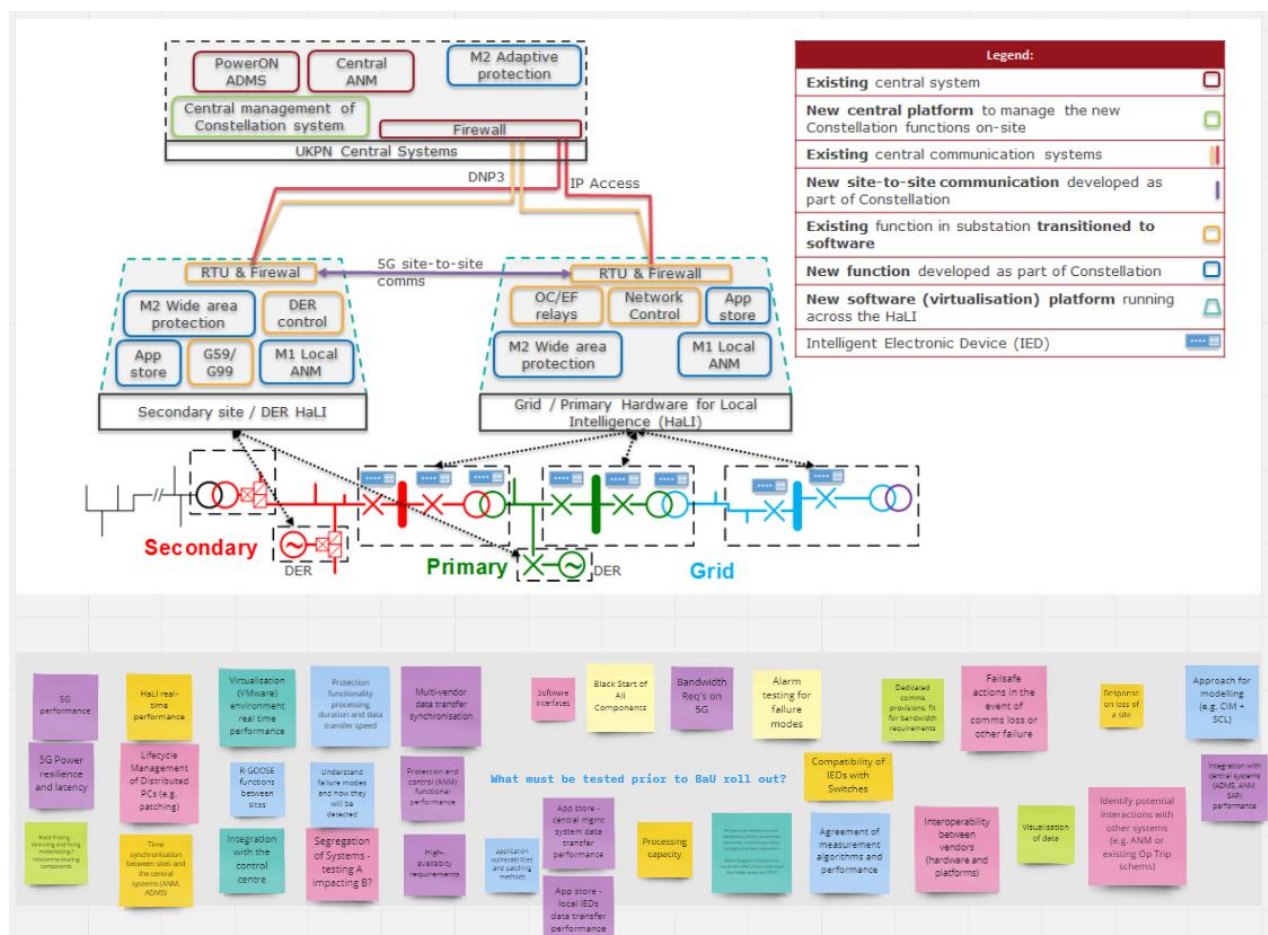 PowerON
ADMS
Central
ANM
M2 Adaptive
protection
Central management of
Constellation system
Firewall
UKPN Central Systems
DNP3
IP Access
RTU & Firewal
5G site-to-site
comms
RTU & Firewall
M2 Wide area
protection
DER
control
App
store
G59/
G99
M1 Local
ANM
Secondary site / DER HaLI
OC/EF
relays
Network
Control
App
store
M2 Wide area
protection
M1 Local
ANM
Grid / Primary Hardware for Local
Intelligence (HaLI)
Secondary
DER
Primary
DER
Grid
Legend:
Existing central system
New central platform to manage the new
Constellation functions on-site
Existing central communication systems
New site-to-site communication developed as
part of Constellation
Existing function in substation transitioned to
software
New function developed as part of Constellation
New software (virtualisation) platform running
across the HaLI
Intelligent Electronic Device (IED)
5G
performance
HaLI real-
time
performance
Virtualisation
(VMware)
environment
real time
performance
Protection
functionality
processing
duration and data
transfer speed
Multi-vendor
data transfer
synchronisation
Software
interfaces
Black Start of
All
Components
Bandwidth
Req's on
5G
Alarm
testing for
failure
modes
Dedicated
comms
provisions, fit
for bandwidth
requirements
Failsafe
actions in the
event of
comms loss or
other failure
Response
on loss of
a site
Approach for
modelling
(e.g. CIM +
SCL)
5G Power
resilience
and latency
Lifecycle
Management
of Distributed
PCs (e.g.
patching)
R-GOOSE
functions
between
sites
Understand
failure modes
and how they
will be
detected
Protection and
control (ANM)
functional
performance
What must be tested prior to BaU roll out?
Compatibility of
IEDs with
Switches
Integration with
central systems
(ADMS, ANM,
SAP)
performance
Time
synchronisation
between sites and
the central
systems (ANM,
ADMS)
Integration
with the
control
centre
Segregation
of Systems -
testing A
impacting B?
High-
availablity
requirements
application
vulnerabilities
and patching
methods
App store -
central mgmt
system data
transfer
performance
App store -
local IEDs
data transfer
performance
Processing
capacity
Agreement of
measurement
algorithms and
performance
Interoperability
between
vendors
(hardware and
platforms)
Visualisation
of data
Identify potential
interactions with
other systems
(e.g. ANM or
existing Op Trip
schems)